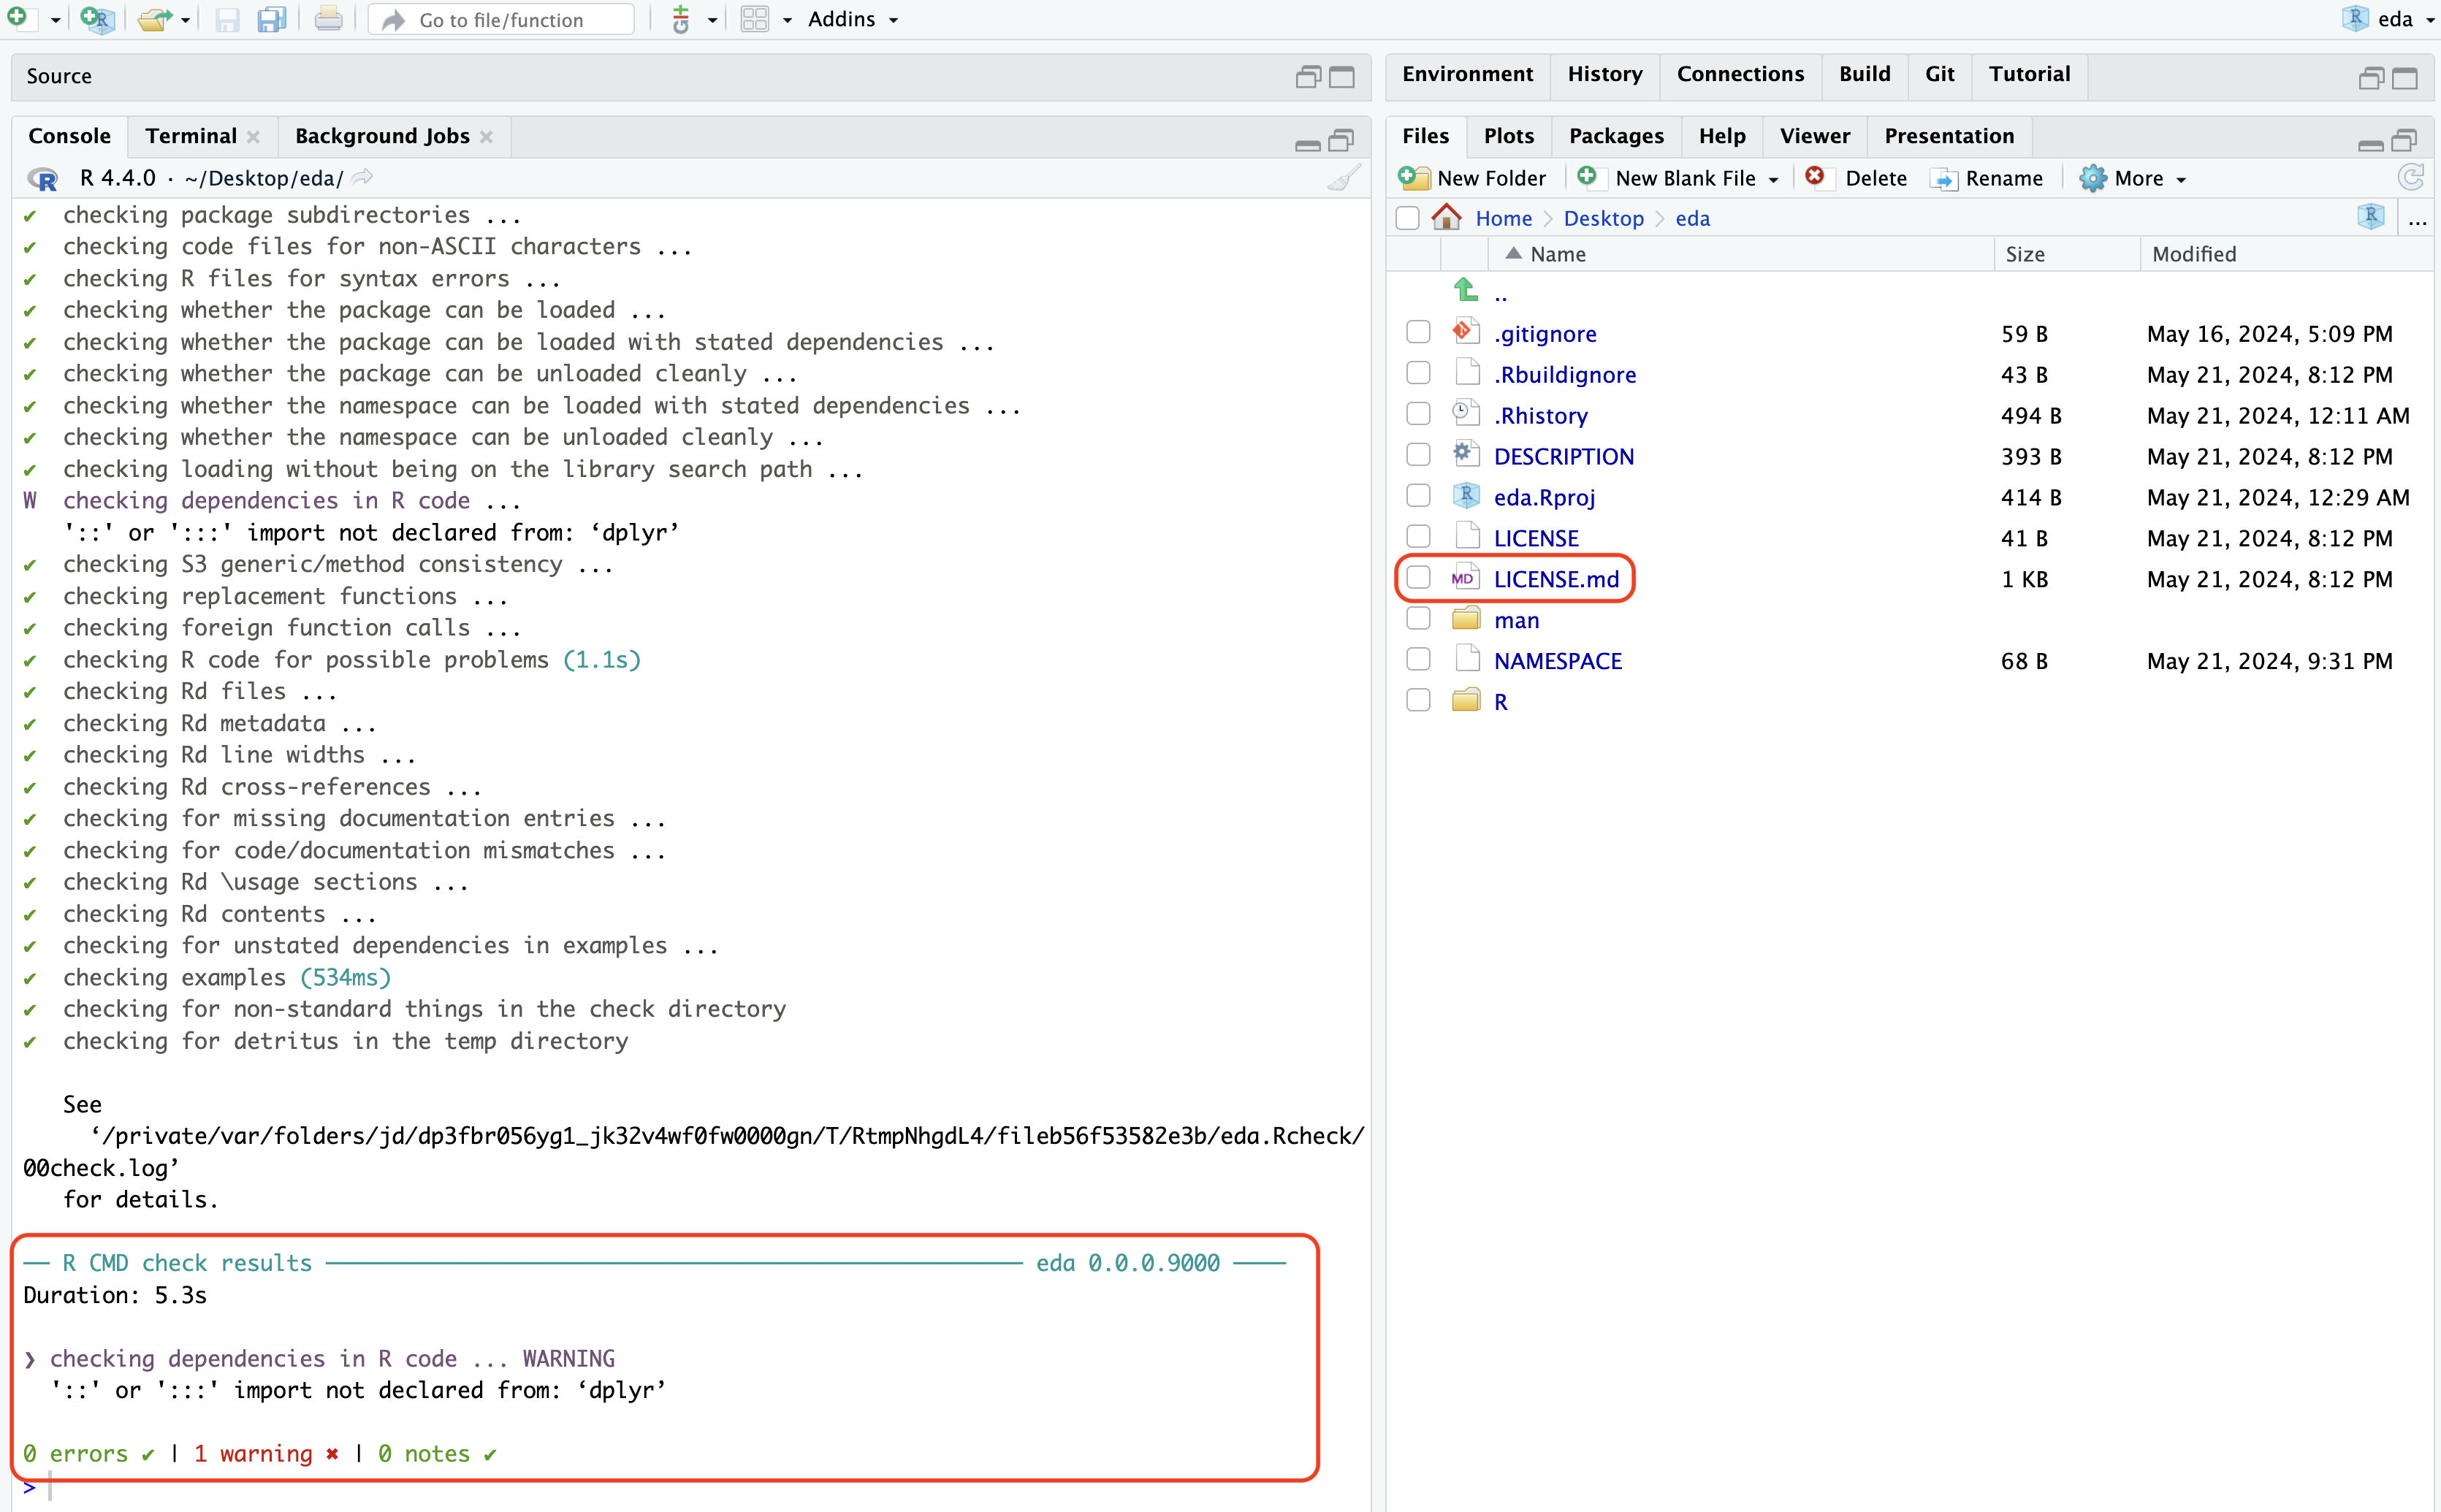 Go to file/function
Git
Addins
R eda
Source
Console Terminal Background Jobs
R R 4.4.0 · ~/Desktop/eda/
✔ checking package subdirectories ...
✔ checking code files for non-ASCII characters ...
✔ checking R files for syntax errors ...
✔ checking whether the package can be loaded ...
✔ checking whether the package can be loaded with stated dependencies ...
✔ checking whether the package can be unloaded cleanly ...
✔ checking whether the namespace can be loaded with stated dependencies ...
✔ checking whether the namespace can be unloaded cleanly ...
✔ checking loading without being on the library search path ...
W checking dependencies in R code ...
'::' or ':::' import not declared from: ‘dplyr’
✔ checking S3 generic/method consistency ...
✔ checking replacement functions ...
✔ checking foreign function calls ...
✔ checking R code for possible problems (1.1s)
✔ checking Rd files ...
✔ checking Rd metadata ...
✔ checking Rd line widths ...
✔ checking Rd cross-references ...
✔ checking for missing documentation entries ...
✔ checking for code/documentation mismatches ...
✔ checking Rd \usage sections ...
✔ checking Rd contents ...
✔ checking for unstated dependencies in examples ...
✔ checking examples (534ms)
✔ checking for non-standard things in the check directory
✔ checking for detritus in the temp directory
See
‘/private/var/folders/jd/dp3fbr056yg1_jk32v4wf0fw0000gn/T/RtmpNhgdL4/fileb56f53582e3b/eda.Rcheck/
00check.log’
for details.
── R CMD check results ── eda 0.0.0.9000 ──
Duration: 5.3s
❯ checking dependencies in R code ... WARNING
'::' or ':::' import not declared from: ‘dplyr’
0 errors ✔ | 1 warning ✖ | 0 notes ✔
>
Environment History Connections Build Git Tutorial
Files Plots Packages Help Viewer Presentation
New Folder New Blank File Delete Rename More
Home Desktop eda R ...
Name Size Modified
..
.gitignore 59 B May 16, 2024, 5:09 PM
.Rbuildignore 43 B May 21, 2024, 8:12 PM
.Rhistory 494 B May 21, 2024, 12:11 AM
DESCRIPTION 393 B May 21, 2024, 8:12 PM
R eda.Rproj 414 B May 21, 2024, 12:29 AM
LICENSE 41 B May 21, 2024, 8:12 PM
MD LICENSE.md 1 KB May 21, 2024, 8:12 PM
man
NAMESPACE 68 B May 21, 2024, 9:31 PM
R